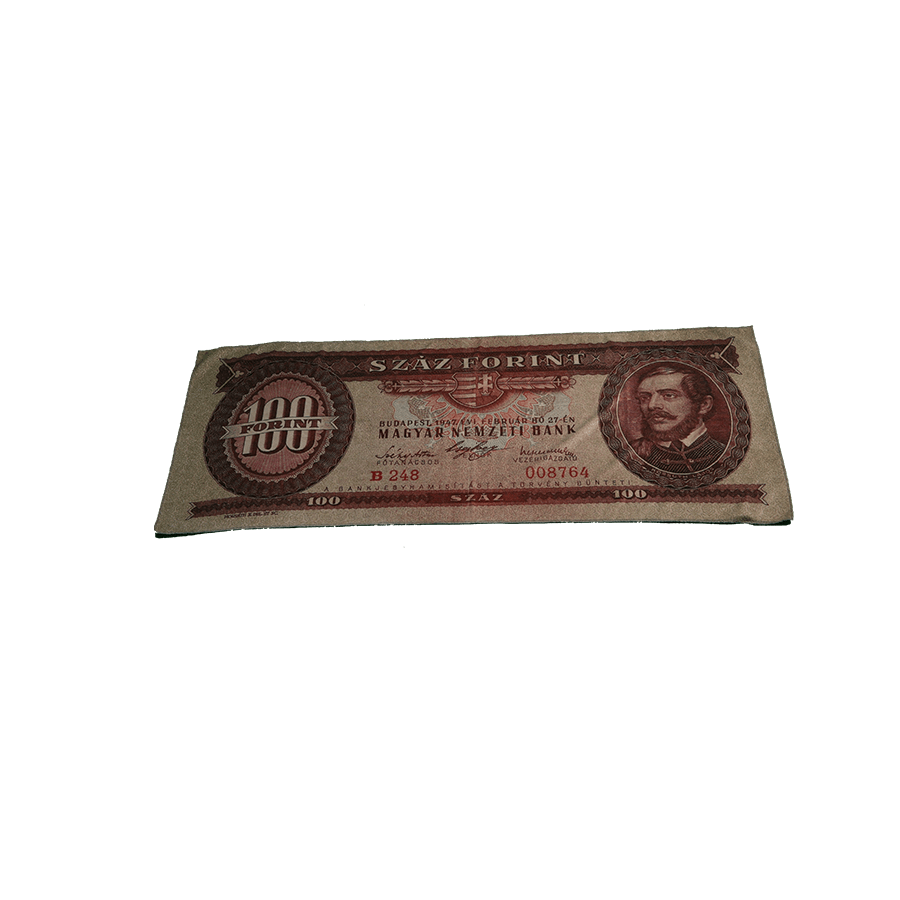 SZÁZ FORINT
100
FORINT
BUDAPEST, 1947. ÉVI FEBRUÁR HÓ 27-ÉN
MAGYAR NEMZETI BANK
FŐTANÁCSOS
VEZÉRIGAZGATÓ
B 248
008764
A BANKJEGYHAMISÍTÁST A TÖRVÉNY BÜNTETI
100
SZÁZ
100